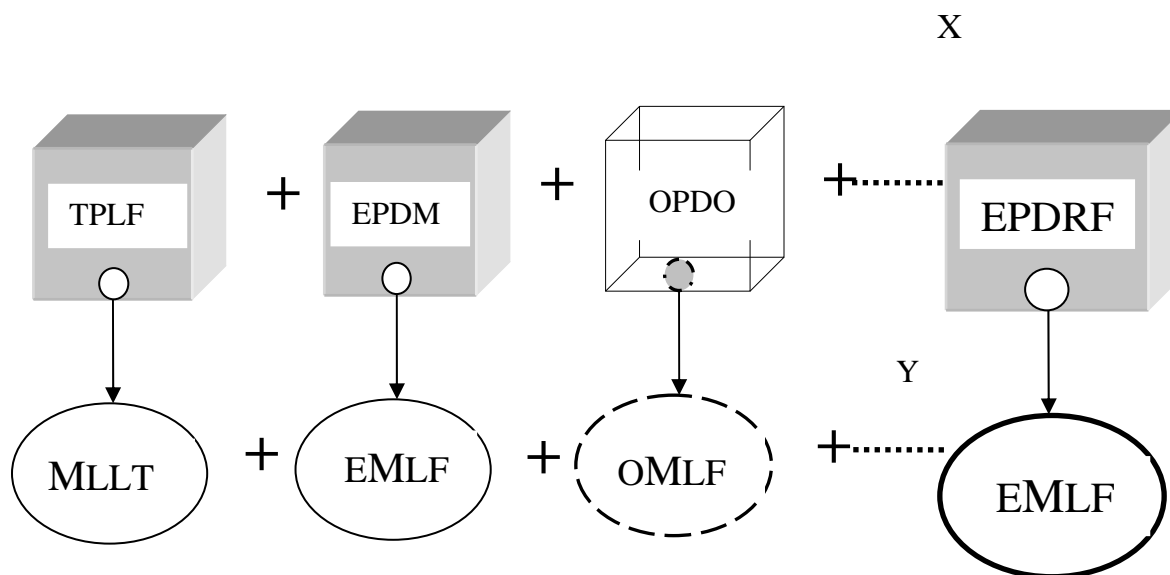 X
TPLF + EPDM + OPDO + EPDRF
Y
MLLT + EMLF + OMLF + EMLF